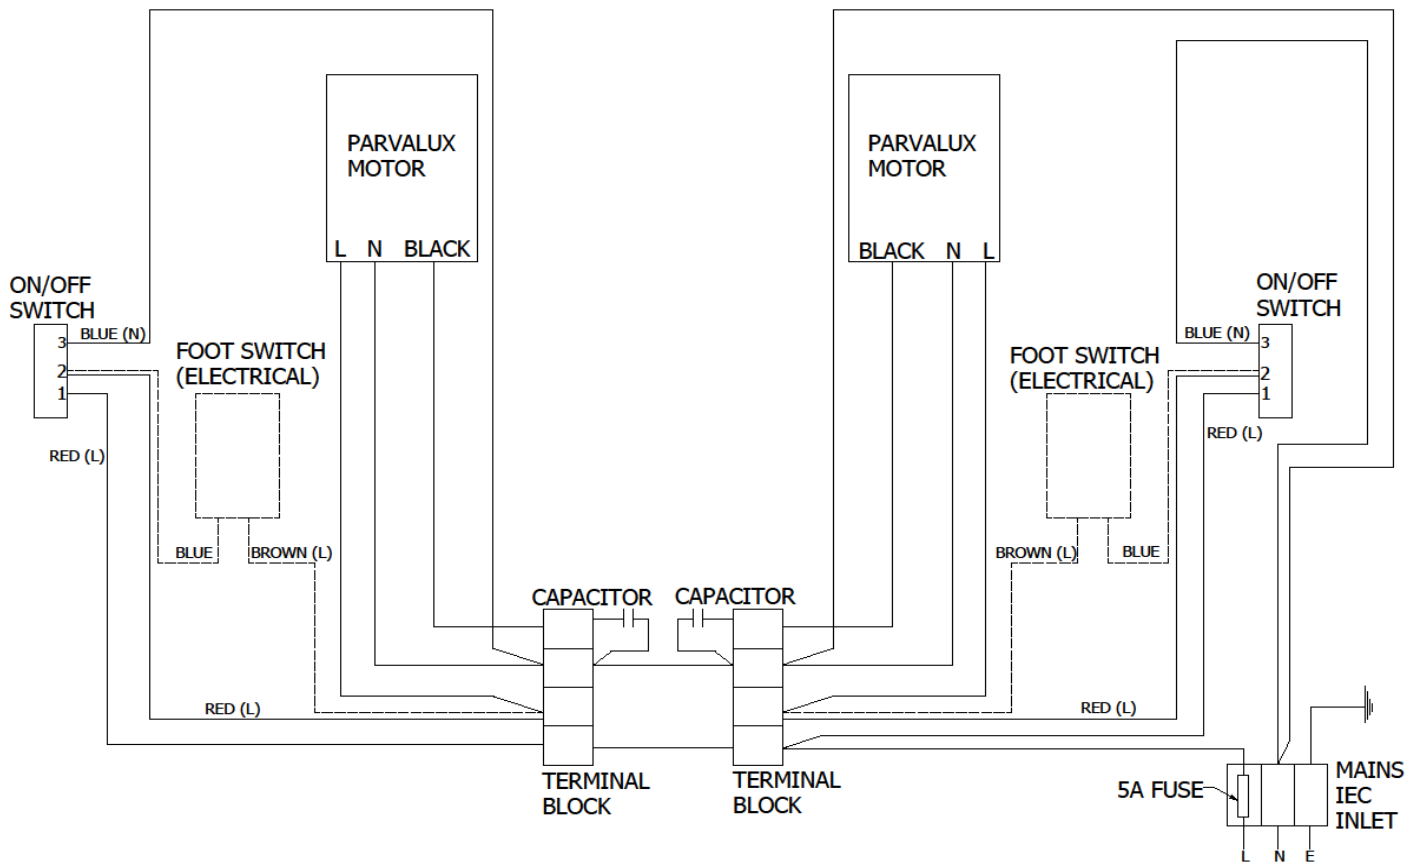 PARVALUX
MOTOR
L N BLACK
PARVALUX
MOTOR
BLACK N L
ON/OFF
SWITCH
3
2
1
BLUE (N)
RED (L)
FOOT SWITCH
(ELECTRICAL)
BLUE
BROWN (L)
RED (L)
ON/OFF
SWITCH
3
2
1
BLUE (N)
RED (L)
FOOT SWITCH
(ELECTRICAL)
BROWN (L)
BLUE
RED (L)
CAPACITOR
CAPACITOR
TERMINAL
BLOCK
TERMINAL
BLOCK
5A FUSE
MAINS
IEC
INLET
L N E